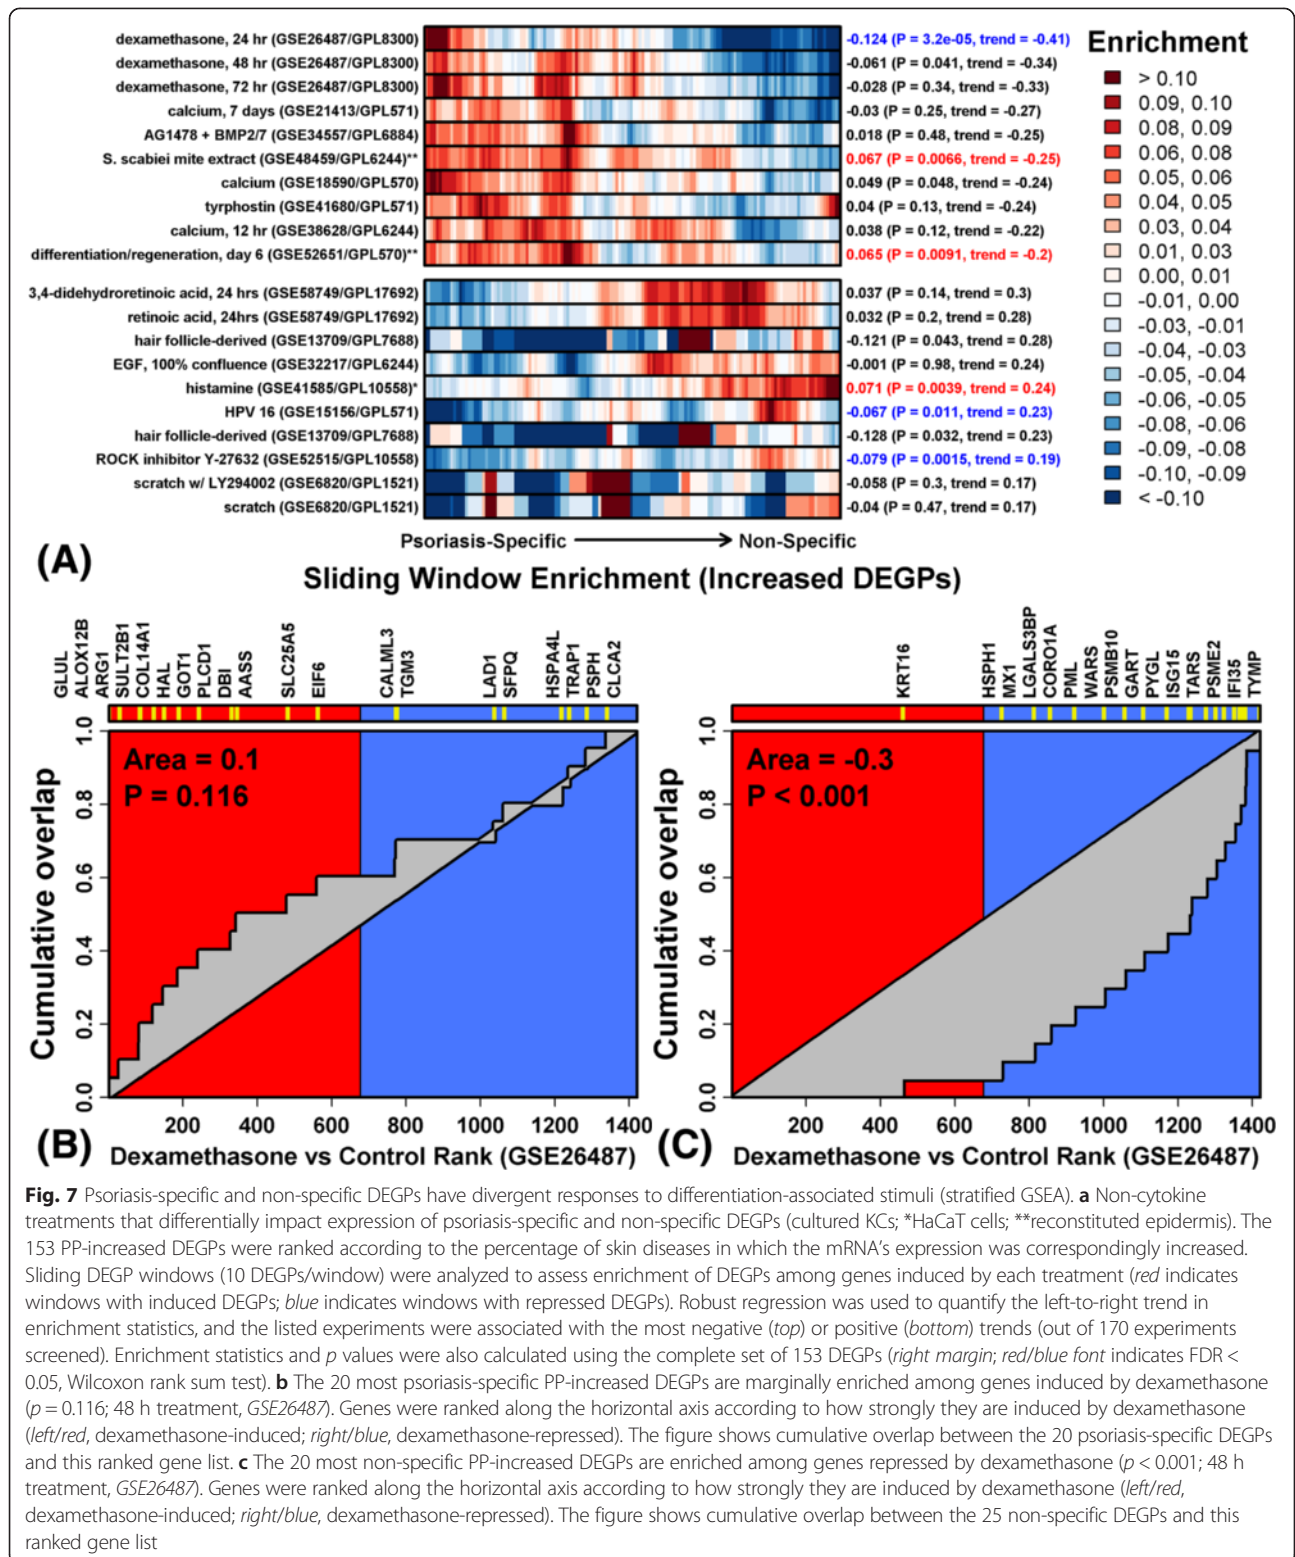 dexamethasone, 24 hr (GSE26487/GPL8300) -0.124 (P = 3.2e-05, trend = -0.41)
dexamethasone, 48 hr (GSE26487/GPL8300) -0.061 (P = 0.041, trend = -0.34)
dexamethasone, 72 hr (GSE26487/GPL8300) -0.028 (P = 0.34, trend = -0.33)
calcium, 7 days (GSE21413/GPL571) -0.03 (P = 0.25, trend = -0.27)
AG1478 + BMP2/7 (GSE34557/GPL6884) 0.018 (P = 0.48, trend = -0.25)
S. scabiei mite extract (GSE48459/GPL6244)** 0.067 (P = 0.0066, trend = -0.25)
calcium (GSE18590/GPL570) 0.049 (P = 0.048, trend = -0.24)
tyrphostin (GSE41680/GPL571) 0.04 (P = 0.13, trend = -0.24)
calcium, 12 hr (GSE38628/GPL6244) 0.038 (P = 0.12, trend = -0.22)
differentiation/regeneration, day 6 (GSE52651/GPL570)** 0.065 (P = 0.0091, trend = -0.2)
3,4-didehydroretinoic acid, 24 hrs (GSE58749/GPL17692) 0.037 (P = 0.14, trend = 0.3)
retinoic acid, 24hrs (GSE58749/GPL17692) 0.032 (P = 0.2, trend = 0.28)
hair follicle-derived (GSE13709/GPL7688) -0.121 (P = 0.043, trend = 0.28)
EGF, 100% confluence (GSE32217/GPL6244) -0.001 (P = 0.98, trend = 0.24)
histamine (GSE41585/GPL10558)* 0.071 (P = 0.0039, trend = 0.24)
HPV 16 (GSE15156/GPL571) -0.067 (P = 0.011, trend = 0.23)
hair follicle-derived (GSE13709/GPL7688) -0.128 (P = 0.032, trend = 0.23)
ROCK inhibitor Y-27632 (GSE52515/GPL10558) -0.079 (P = 0.0015, trend = 0.19)
scratch w/ LY294002 (GSE6820/GPL1521) -0.058 (P = 0.3, trend = 0.17)
scratch (GSE6820/GPL1521) -0.04 (P = 0.47, trend = 0.17)
Enrichment
> 0.10
0.09, 0.10
0.08, 0.09
0.06, 0.08
0.05, 0.06
0.04, 0.05
0.03, 0.04
0.01, 0.03
0.00, 0.01
-0.01, 0.00
-0.03, -0.01
-0.04, -0.03
-0.05, -0.04
-0.06, -0.05
-0.08, -0.06
-0.09, -0.08
-0.10, -0.09
< -0.10
Psoriasis-Specific Non-Specific
(A)
Sliding Window Enrichment (Increased DEGPs)
GLUL
ALOX12B
ARG1
SULT2B1
COL14A1
HAL
GOT1
PLCD1
DBI
AASS
SLC25A5
EIF6
CALML3
TGM3
LAD1
SFPQ
HSPA4L
TRAP1
PSPH
CLCA2
Area = 0.1
P = 0.116
Cumulative overlap
0.0
0.2
0.4
0.6
0.8
1.0
200 400 600 800 1000 1200 1400
(B)
Dexamethasone vs Control Rank (GSE26487)
KRT16
HSPH1
MX1
LGALS3BP
CORO1A
PML
WARS
PSMB10
GART
PYGL
ISG15
TARS
PSME2
IFI35
TYMP
Area = -0.3
P < 0.001
Cumulative overlap
0.0
0.2
0.4
0.6
0.8
1.0
200 400 600 800 1000 1200 1400
(C)
Dexamethasone vs Control Rank (GSE26487)
Fig. 7 Psoriasis-specific and non-specific DEGPs have divergent responses to differentiation-associated stimuli (stratified GSEA). a Non-cytokine
treatments that differentially impact expression of psoriasis-specific and non-specific DEGPs (cultured KCs; *HaCaT cells; **reconstituted epidermis). The
153 PP-increased DEGPs were ranked according to the percentage of skin diseases in which the mRNA's expression was correspondingly increased.
Sliding DEGP windows (10 DEGPs/window) were analyzed to assess enrichment of DEGPs among genes induced by each treatment (red indicates
windows with induced DEGPs; blue indicates windows with repressed DEGPs). Robust regression was used to quantify the left-to-right trend in
enrichment statistics, and the listed experiments were associated with the most negative (top) or positive (bottom) trends (out of 170 experiments
screened). Enrichment statistics and p values were also calculated using the complete set of 153 DEGPs (right margin; red/blue font indicates FDR <
0.05, Wilcoxon rank sum test). b The 20 most psoriasis-specific PP-increased DEGPs are marginally enriched among genes induced by dexamethasone
(p = 0.116; 48 h treatment, GSE26487). Genes were ranked along the horizontal axis according to how strongly they are induced by dexamethasone
(left/red, dexamethasone-induced; right/blue, dexamethasone-repressed). The figure shows cumulative overlap between the 20 psoriasis-specific DEGPs
and this ranked gene list. c The 20 most non-specific PP-increased DEGPs are enriched among genes repressed by dexamethasone (p < 0.001; 48 h
treatment, GSE26487). Genes were ranked along the horizontal axis according to how strongly they are induced by dexamethasone (left/red,
dexamethasone-induced; right/blue, dexamethasone-repressed). The figure shows cumulative overlap between the 25 non-specific DEGPs and this
ranked gene list